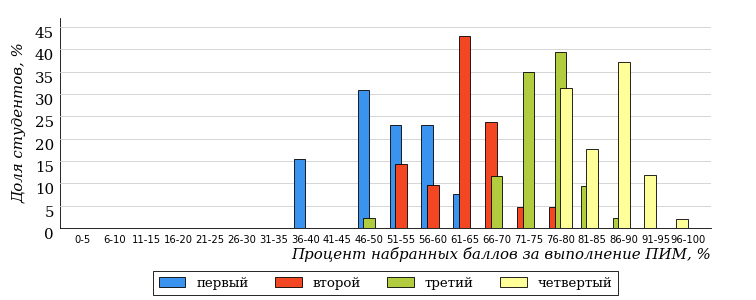 Доля студентов, %
45
40
35
30
25
20
15
10
5
0
0-5 6-10 11-15 16-20 21-25 26-30 31-35 36-40 41-45 46-50 51-55 56-60 61-65 66-70 71-75 76-80 81-85 86-90 91-95 96-100
Процент набранных баллов за выполнение ПИМ, %
первый второй третий четвертый